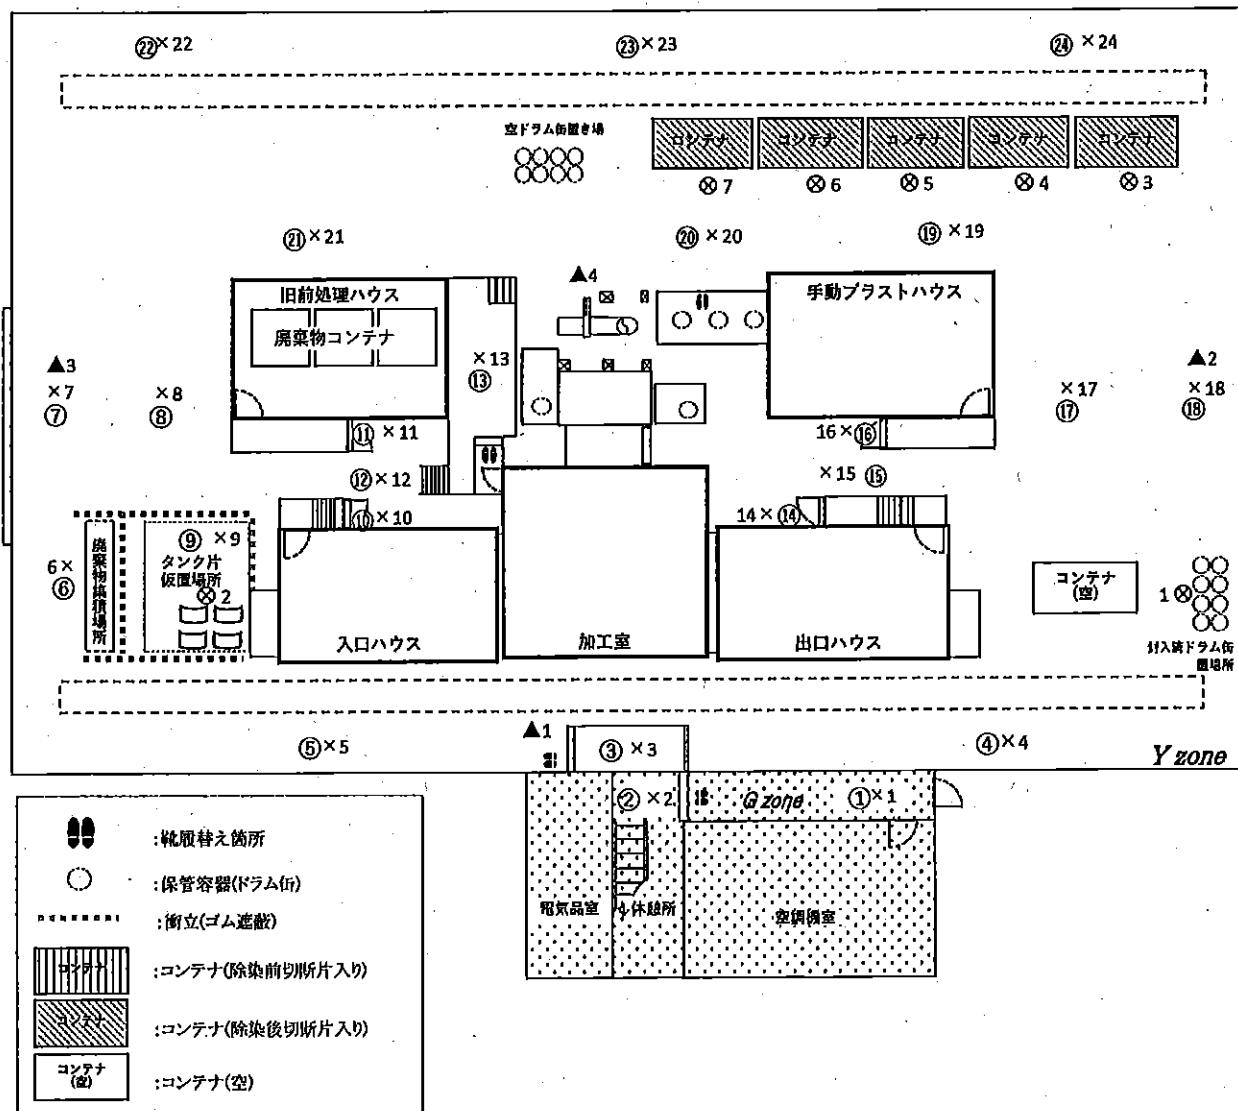 ㉒×22 ㉓×23 ㉔×24
空ドラム缶置き場
コンテナ コンテナ コンテナ コンテナ コンテナ
⊗7 ⊗6 ⊗5 ⊗4 ⊗3
㉑×21 ⑳×20 ⑲×19
▲4
旧前処理ハウス
手動ブラストハウス
廃棄物コンテナ
▲3 ×13 ▲2
×7 ×8 ⑬ ×17 ×18
⑦ ⑧ ⑰ ⑱
⑪×11 16×⑯
⑫×12 ×15 ⑮
⑩×10 14×⑭
⑨ ×9
6×
⑥
廃棄物集積場所
タンク片
仮置場所
⊗2
コンテナ
(空)
1⊗
入口ハウス 加工室 出口ハウス
封入済ドラム缶
置場所
▲1
⑤×5 ③×3 ④×4
Y zone
②×2 G zone ①×1
電気品室 休憩所 空調機室
:靴履替え箇所
:保管容器(ドラム缶)
:衝立(ゴム遮蔽)
コンテナ :コンテナ(除染前切断片入り)
コンテナ :コンテナ(除染後切断片入り)
コンテナ
(空)
:コンテナ(空)